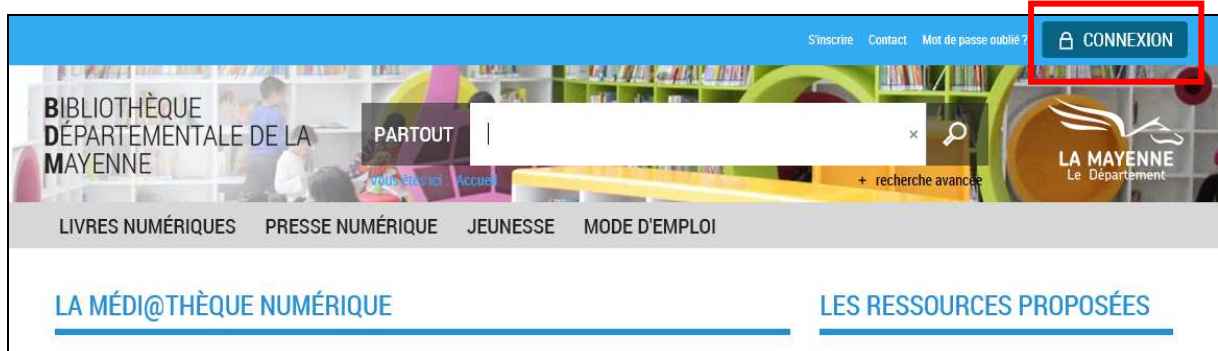 S'inscrire Contact Mot de passe oublié ? CONNEXION
BIBLIOTHÈQUE
DÉPARTEMENTALE DE LA
MAYENNE
PARTOUT ×
Vous êtes ici : Accueil
+ recherche avancée
LA MAYENNE
Le Département
LIVRES NUMÉRIQUES PRESSE NUMÉRIQUE JEUNESSE MODE D'EMPLOI
LA MÉDI@THÈQUE NUMÉRIQUE
LES RESSOURCES PROPOSÉES